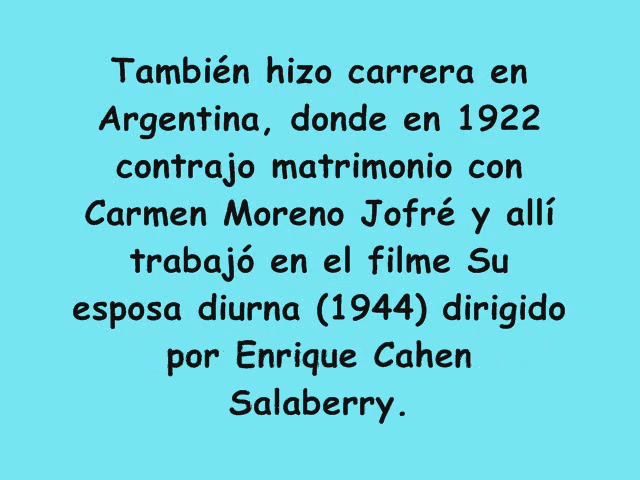 También hizo carrera en
Argentina, donde en 1922
contrajo matrimonio con
Carmen Moreno Jofré y allí
trabajó en el filme Su
esposa diurna (1944) dirigido
por Enrique Cahen
Salaberry.